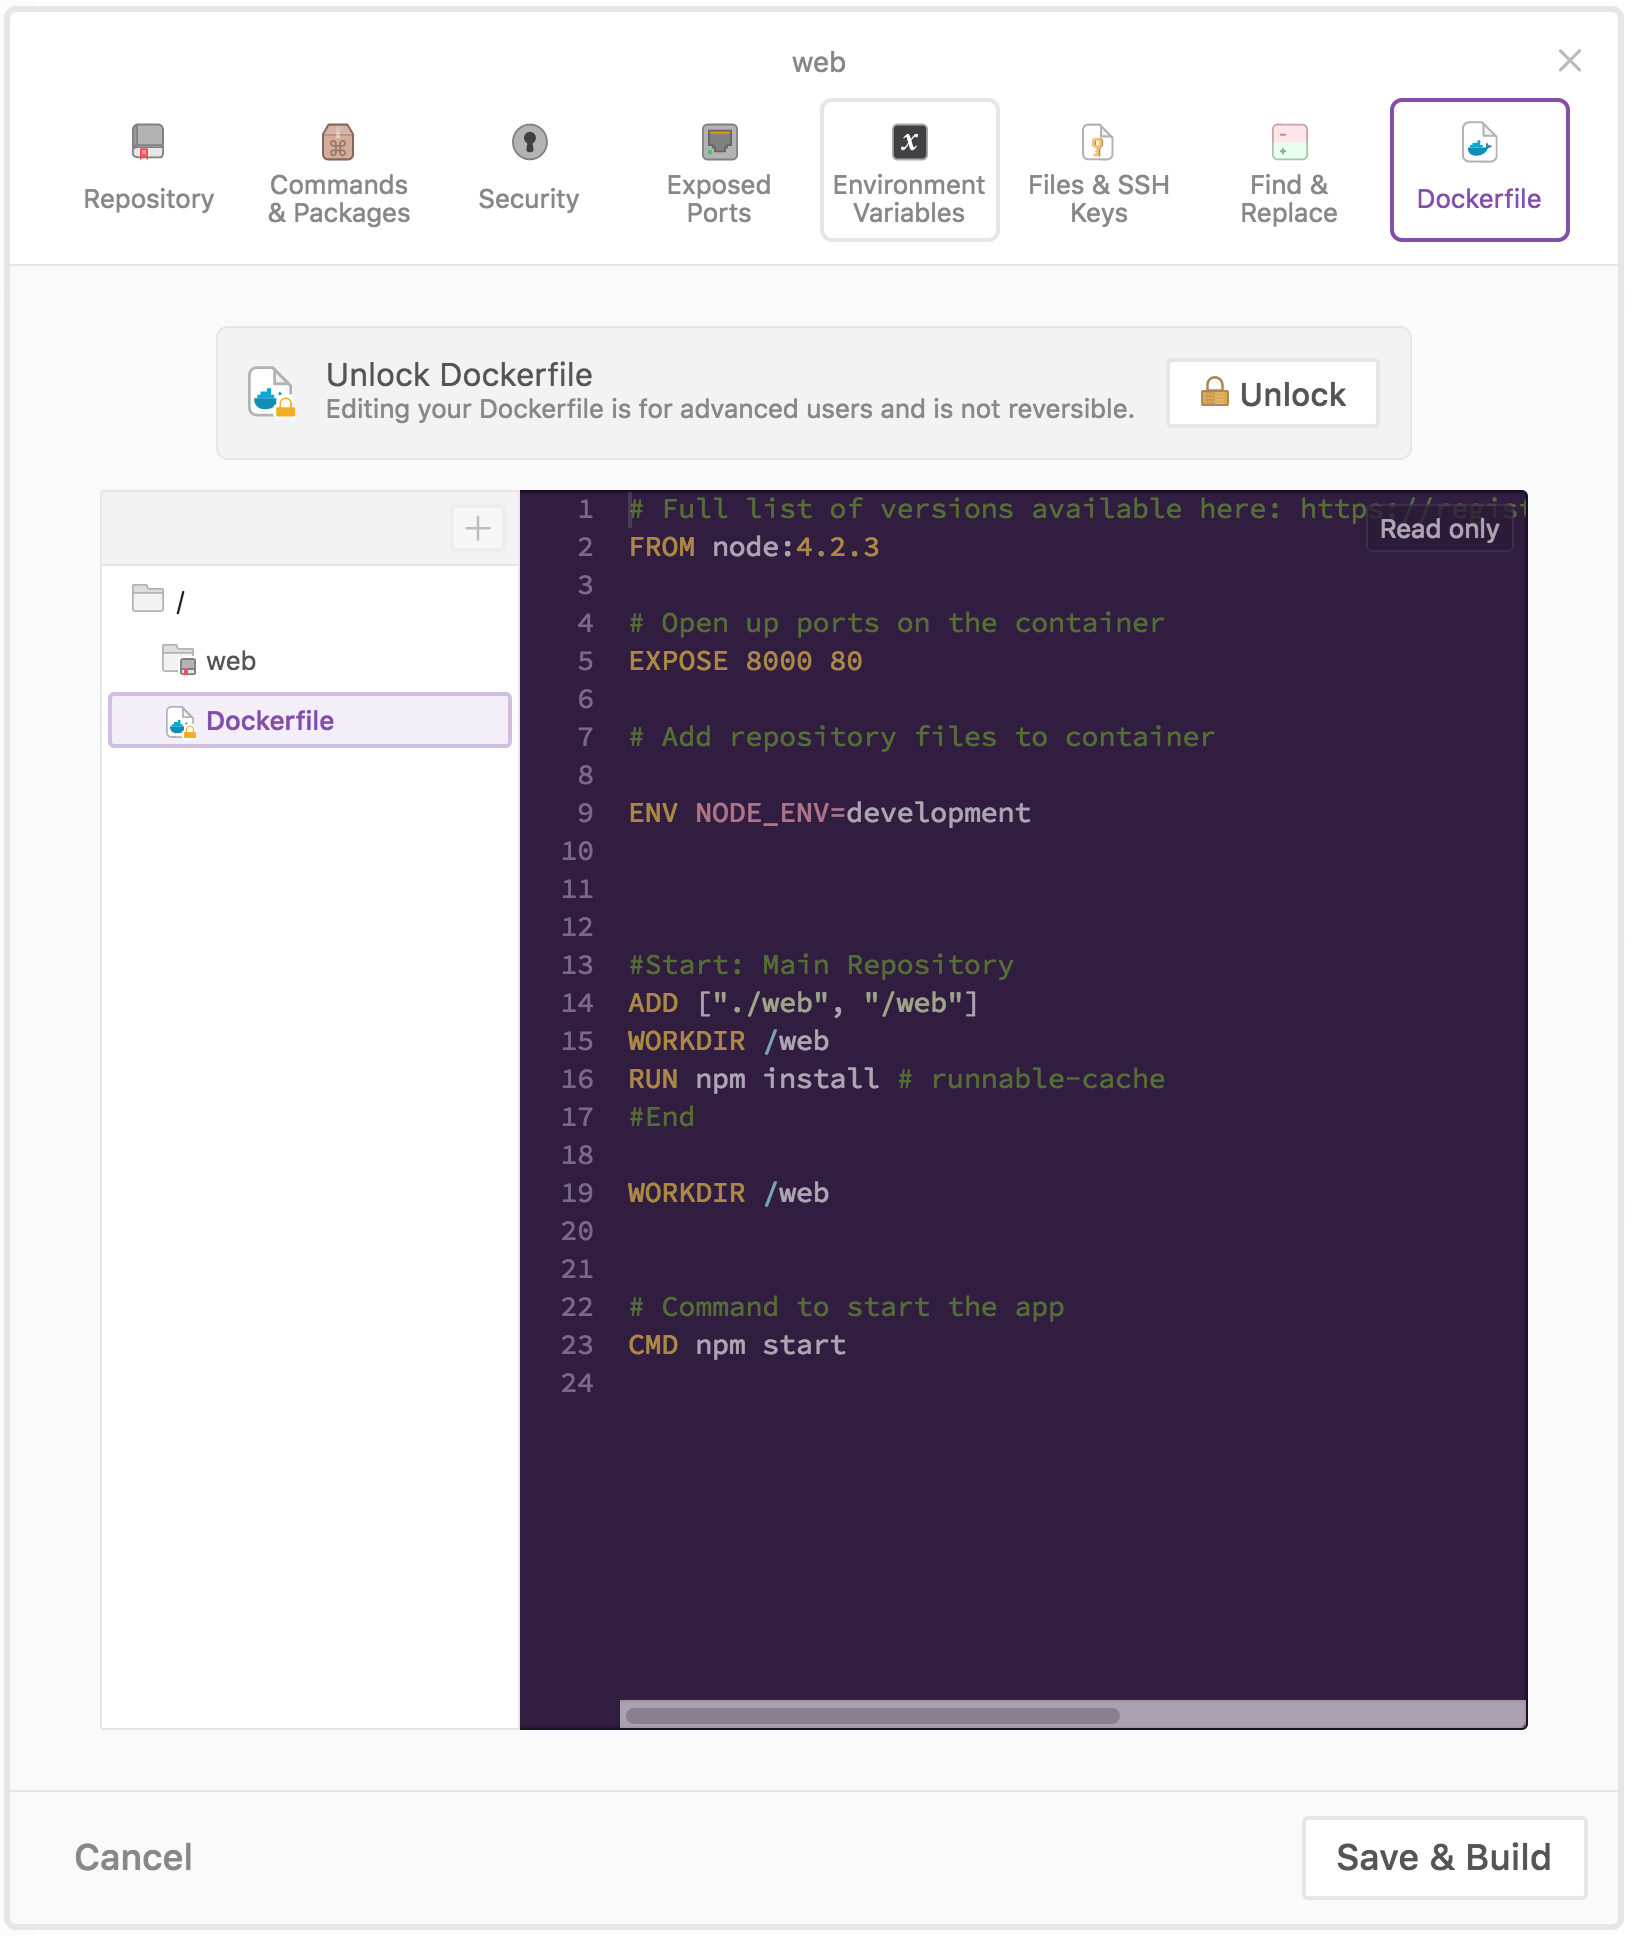 web
Repository
Commands
& Packages
Security
Exposed
Ports
Environment
Variables
Files & SSH
Keys
Find &
Replace
Dockerfile
Unlock Dockerfile
Editing your Dockerfile is for advanced users and is not reversible.
Unlock
/
web
Dockerfile
Read only
1 # Full list of versions available here: https://regist
2 FROM node:4.2.3
3
4 # Open up ports on the container
5 EXPOSE 8000 80
6
7 # Add repository files to container
8
9 ENV NODE_ENV=development
10
11
12
13 #Start: Main Repository
14 ADD ["./web", "/web"]
15 WORKDIR /web
16 RUN npm install # runnable-cache
17 #End
18
19 WORKDIR /web
20
21
22 # Command to start the app
23 CMD npm start
24
Cancel
Save & Build